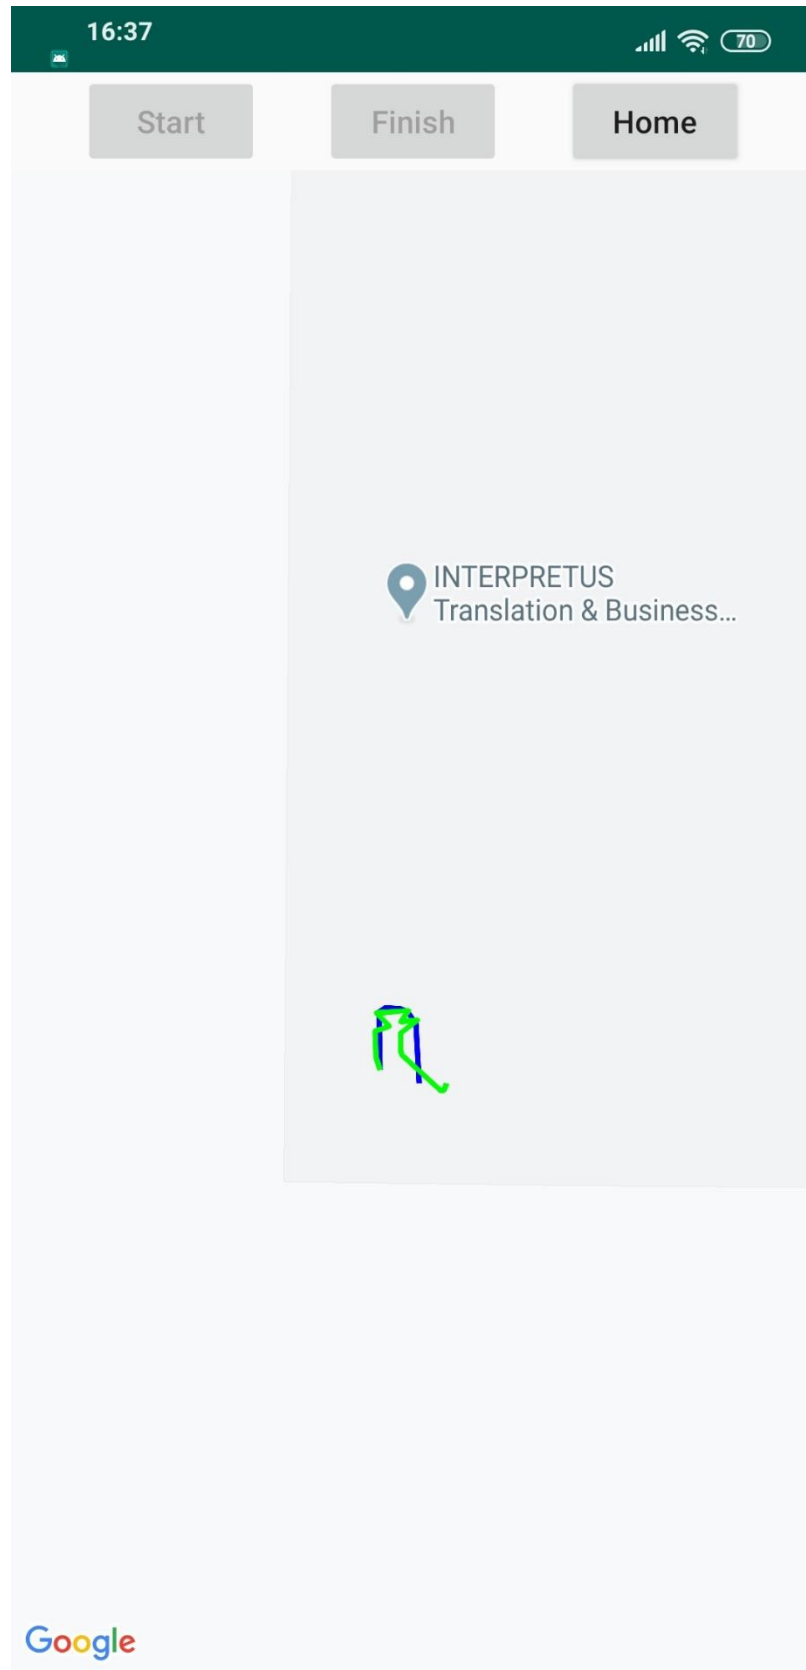 16:37
70
Start
Finish
Home
INTERPRETUS
Translation & Business...
Google